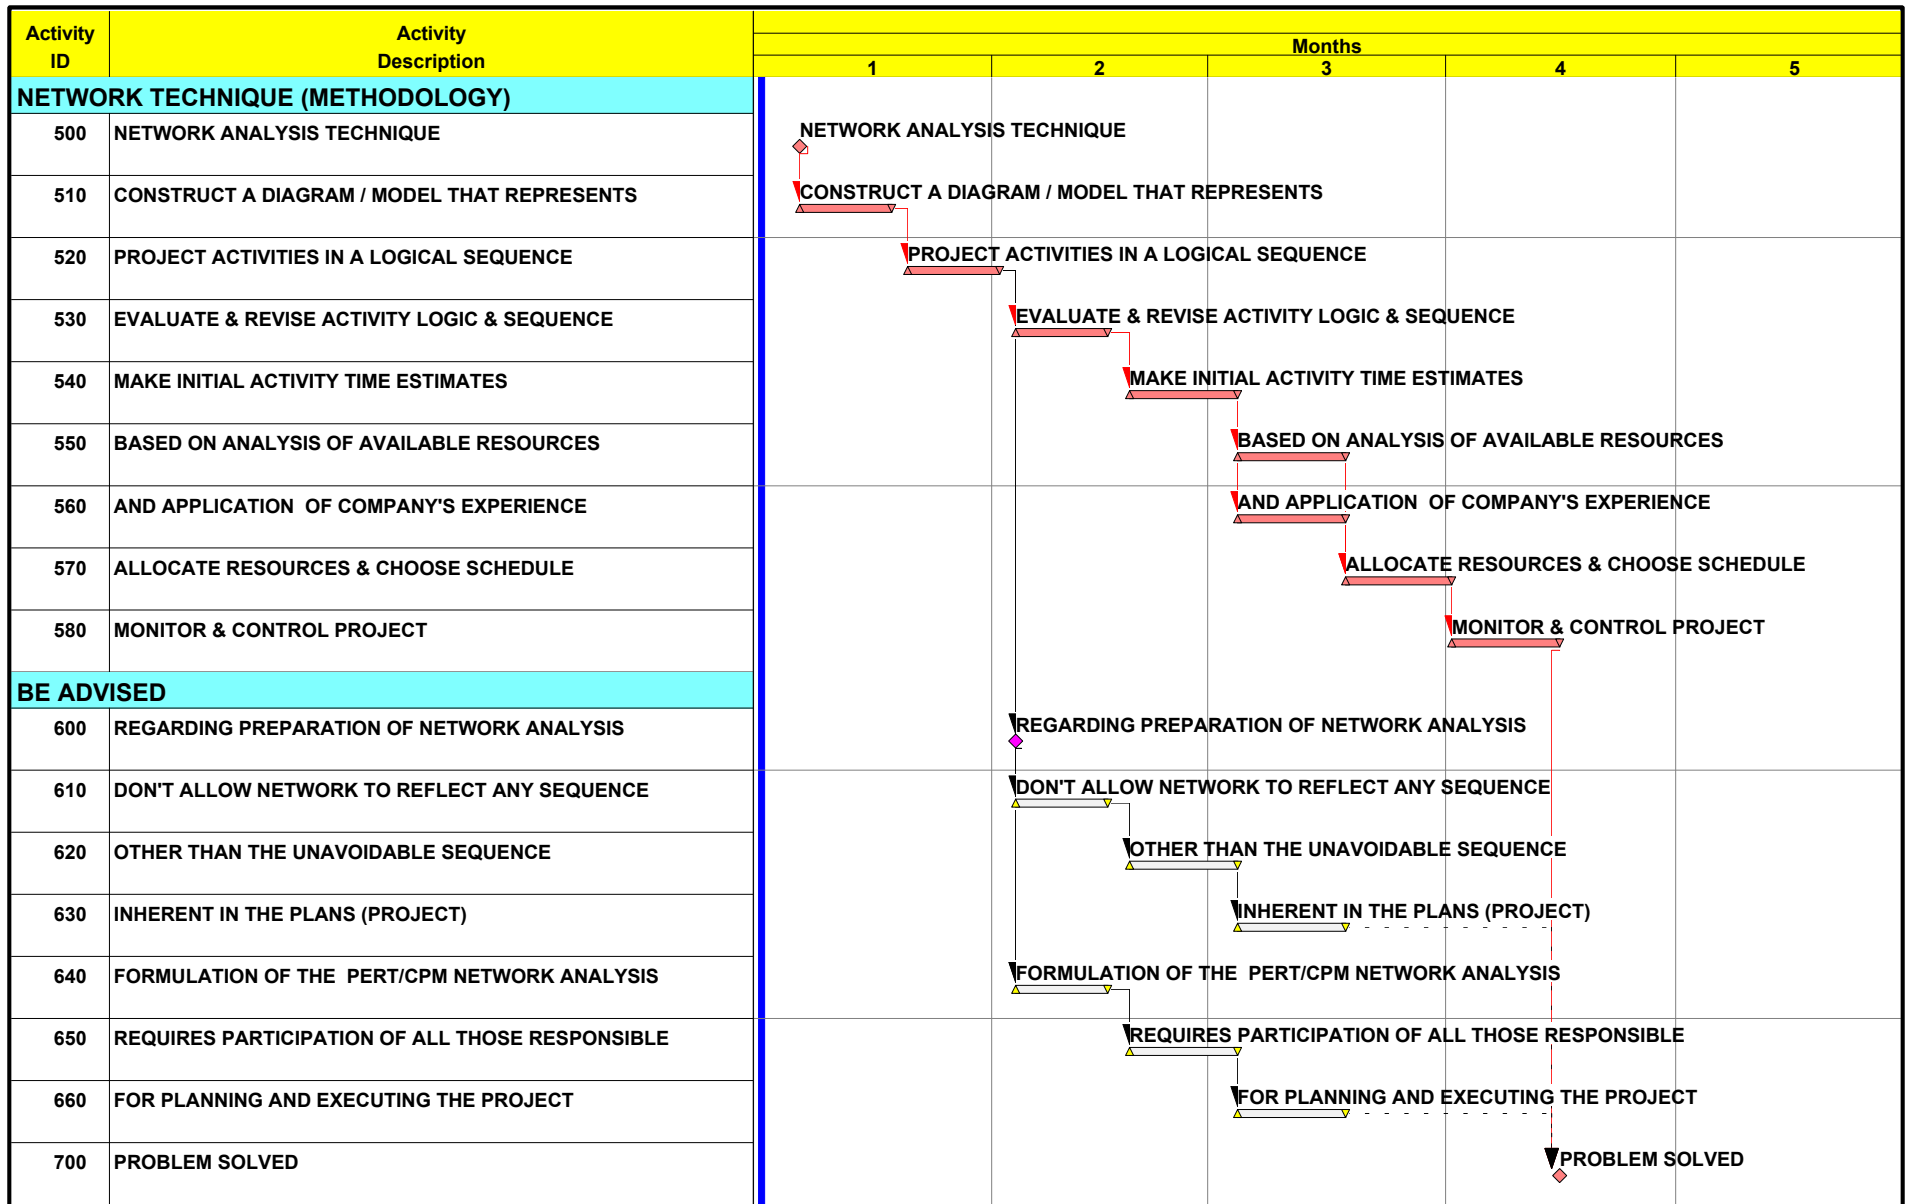 Activity ID
Activity Description
Months
1 2 3 4 5
NETWORK TECHNIQUE (METHODOLOGY)
500 NETWORK ANALYSIS TECHNIQUE
NETWORK ANALYSIS TECHNIQUE
510 CONSTRUCT A DIAGRAM / MODEL THAT REPRESENTS
CONSTRUCT A DIAGRAM / MODEL THAT REPRESENTS
520 PROJECT ACTIVITIES IN A LOGICAL SEQUENCE
PROJECT ACTIVITIES IN A LOGICAL SEQUENCE
530 EVALUATE & REVISE ACTIVITY LOGIC & SEQUENCE
EVALUATE & REVISE ACTIVITY LOGIC & SEQUENCE
540 MAKE INITIAL ACTIVITY TIME ESTIMATES
MAKE INITIAL ACTIVITY TIME ESTIMATES
550 BASED ON ANALYSIS OF AVAILABLE RESOURCES
BASED ON ANALYSIS OF AVAILABLE RESOURCES
560 AND APPLICATION OF COMPANY'S EXPERIENCE
AND APPLICATION OF COMPANY'S EXPERIENCE
570 ALLOCATE RESOURCES & CHOOSE SCHEDULE
ALLOCATE RESOURCES & CHOOSE SCHEDULE
580 MONITOR & CONTROL PROJECT
MONITOR & CONTROL PROJECT
BE ADVISED
600 REGARDING PREPARATION OF NETWORK ANALYSIS
REGARDING PREPARATION OF NETWORK ANALYSIS
610 DON'T ALLOW NETWORK TO REFLECT ANY SEQUENCE
DON'T ALLOW NETWORK TO REFLECT ANY SEQUENCE
620 OTHER THAN THE UNAVOIDABLE SEQUENCE
OTHER THAN THE UNAVOIDABLE SEQUENCE
630 INHERENT IN THE PLANS (PROJECT)
INHERENT IN THE PLANS (PROJECT)
640 FORMULATION OF THE PERT/CPM NETWORK ANALYSIS
FORMULATION OF THE PERT/CPM NETWORK ANALYSIS
650 REQUIRES PARTICIPATION OF ALL THOSE RESPONSIBLE
REQUIRES PARTICIPATION OF ALL THOSE RESPONSIBLE
660 FOR PLANNING AND EXECUTING THE PROJECT
FOR PLANNING AND EXECUTING THE PROJECT
700 PROBLEM SOLVED
PROBLEM SOLVED